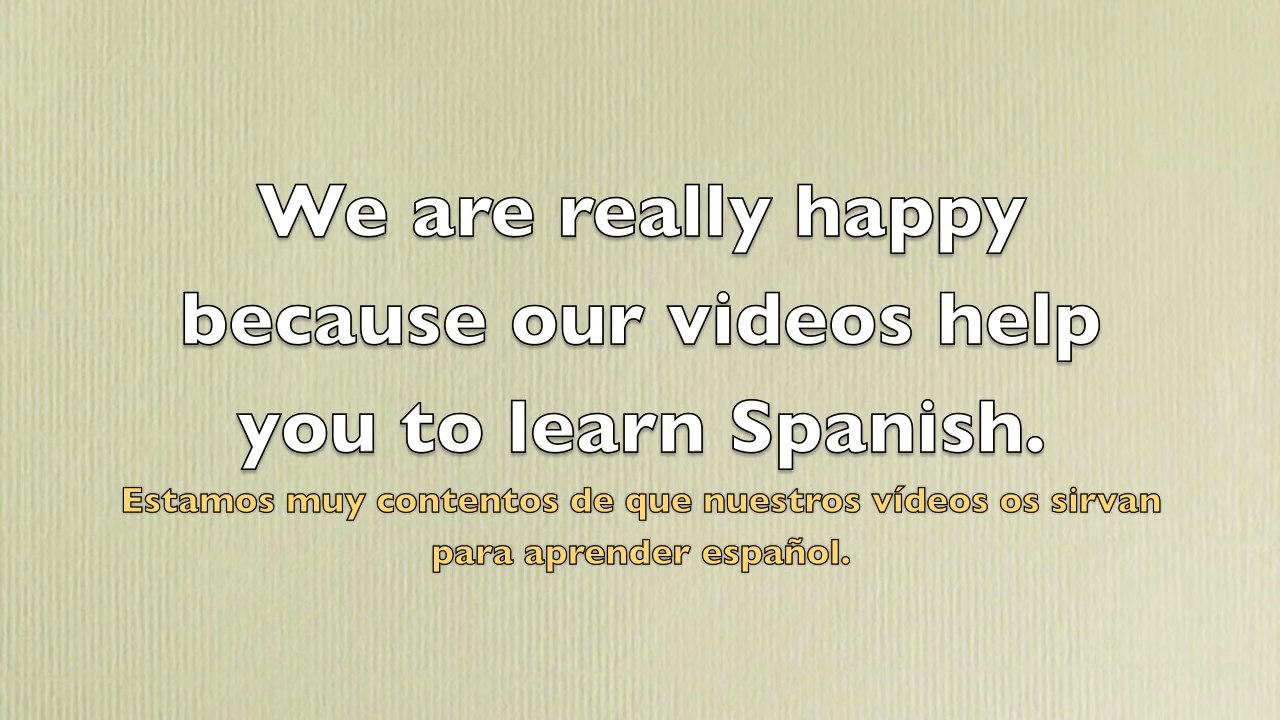 We are really happy
because our videos help
you to learn Spanish.
Estamos muy contentos de que nuestros vídeos os sirvan
para aprender español.